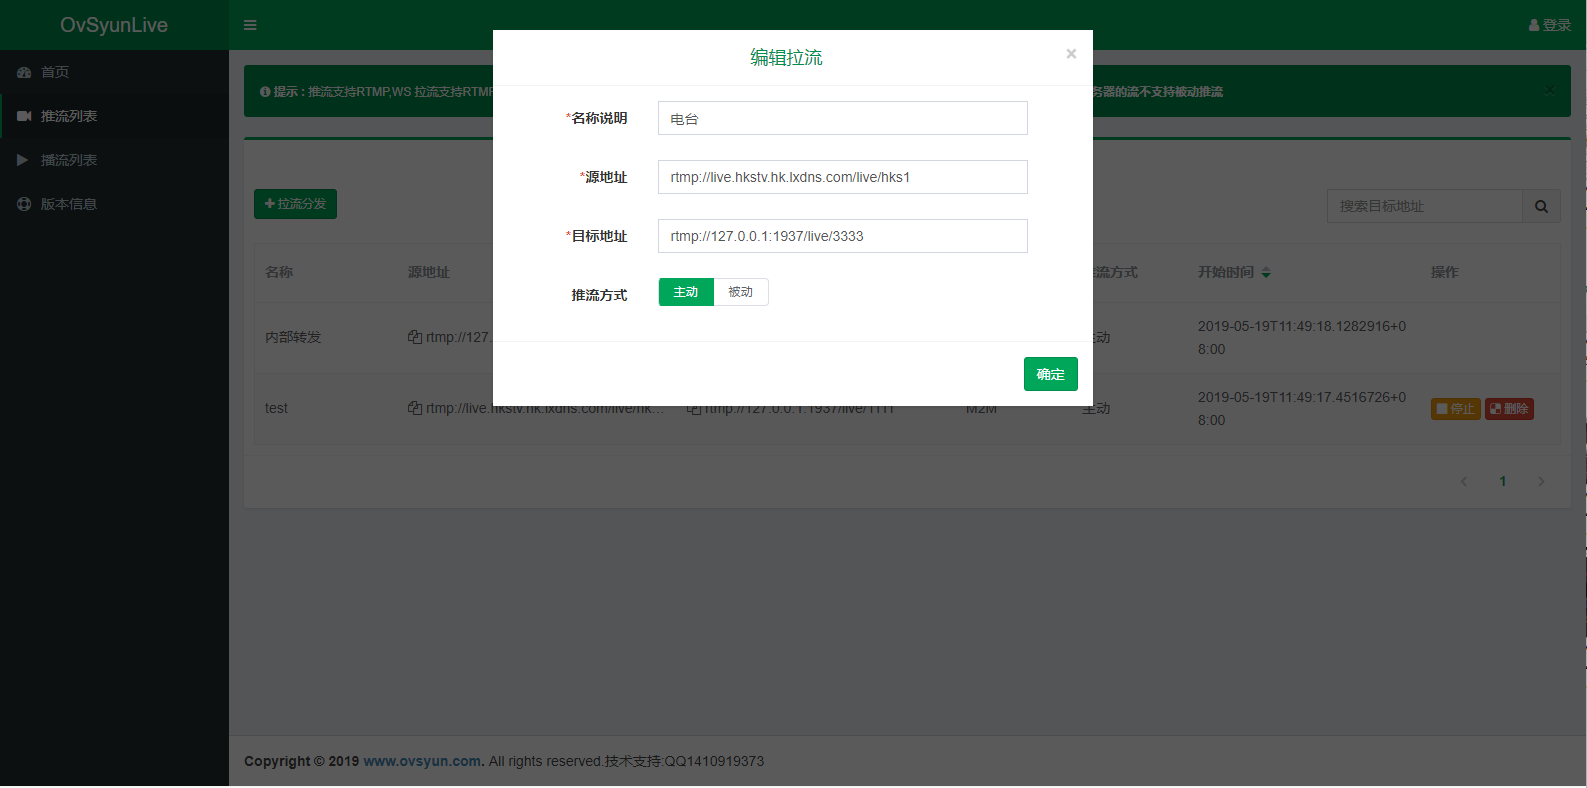 OvSyunLive
登录
首页
推流列表
播流列表
版本信息
提示 : 推流支持RTMP,WS 拉流支持RTMP
务器的流不支持被动推流
编辑拉流
×
*名称说明
电台
*源地址
rtmp://live.hkstv.hk.lxdns.com/live/hks1
*目标地址
rtmp://127.0.0.1:1937/live/3333
推流方式
主动
被动
确定
拉流分发
搜索目标地址
名称
源地址
流方式
开始时间
操作
内部转发
rtmp://127.
动
2019-05-19T11:49:18.1282916+0
8:00
test
rtmp://live.hkstv.hk.lxdns.com/live/hk…
rtmp://127.0.0.1:1937/live/1111
M2M
主动
2019-05-19T11:49:17.4516726+0
8:00
停止
删除
1
Copyright © 2019 www.ovsyun.com. All rights reserved.技术支持:QQ1410919373